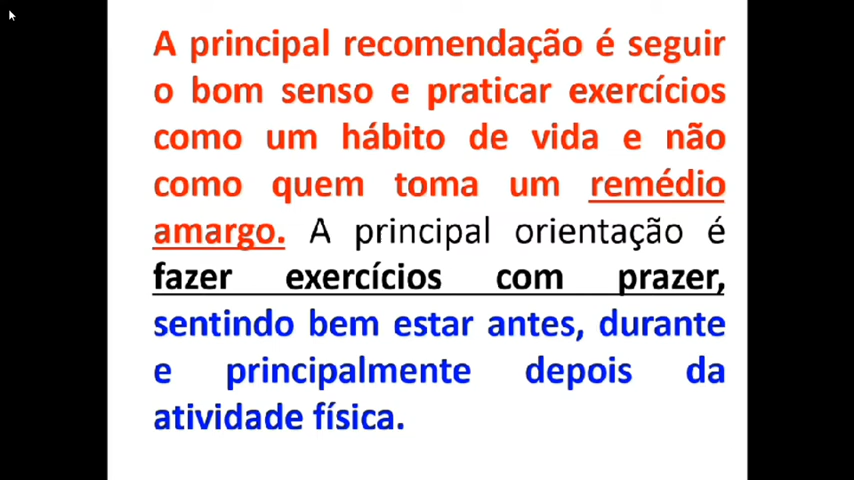 A principal recomendação é seguir
o bom senso e praticar exercícios
como um hábito de vida e não
como quem toma um remédio
amargo. A principal orientação é
fazer exercícios com prazer,
sentindo bem estar antes, durante
e principalmente depois da
atividade física.